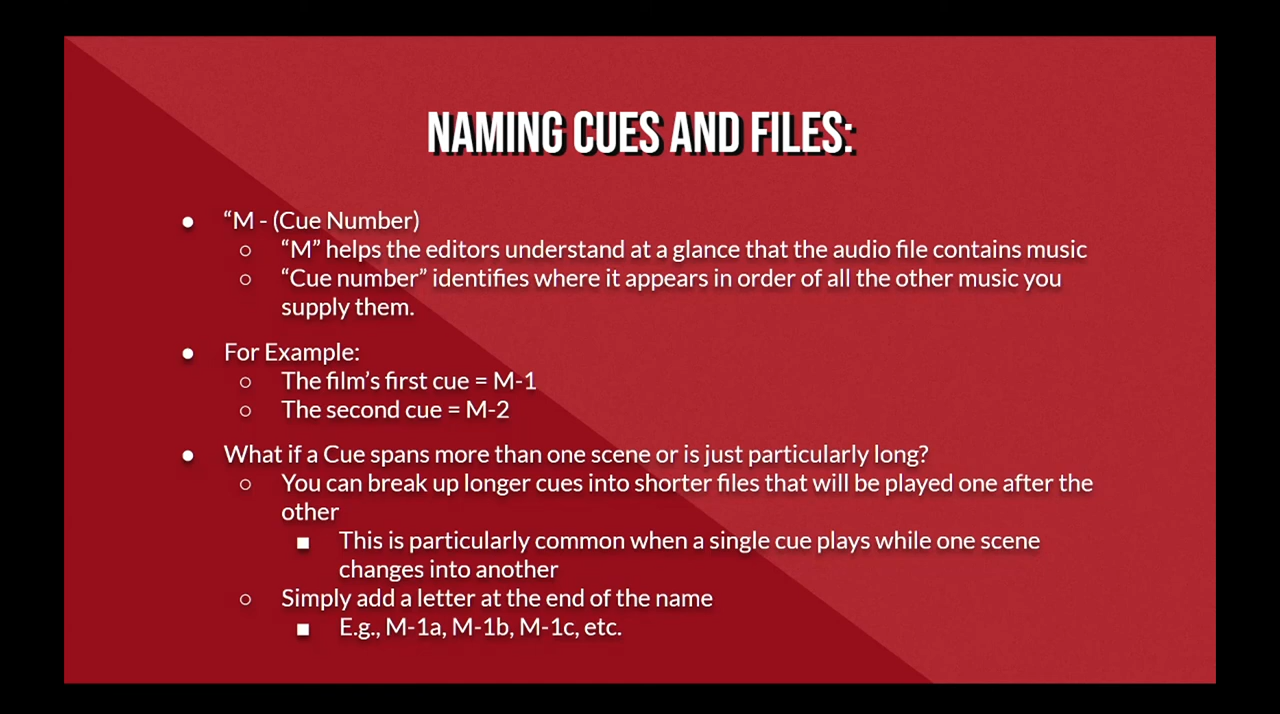 NAMING CUES AND FILES:
● “M - (Cue Number)
○ “M” helps the editors understand at a glance that the audio file contains music
○ “Cue number” identifies where it appears in order of all the other music you
supply them.
● For Example:
○ The film’s first cue = M-1
○ The second cue = M-2
● What if a Cue spans more than one scene or is just particularly long?
○ You can break up longer cues into shorter files that will be played one after the
other
■ This is particularly common when a single cue plays while one scene
changes into another
○ Simply add a letter at the end of the name
■ E.g., M-1a, M-1b, M-1c, etc.